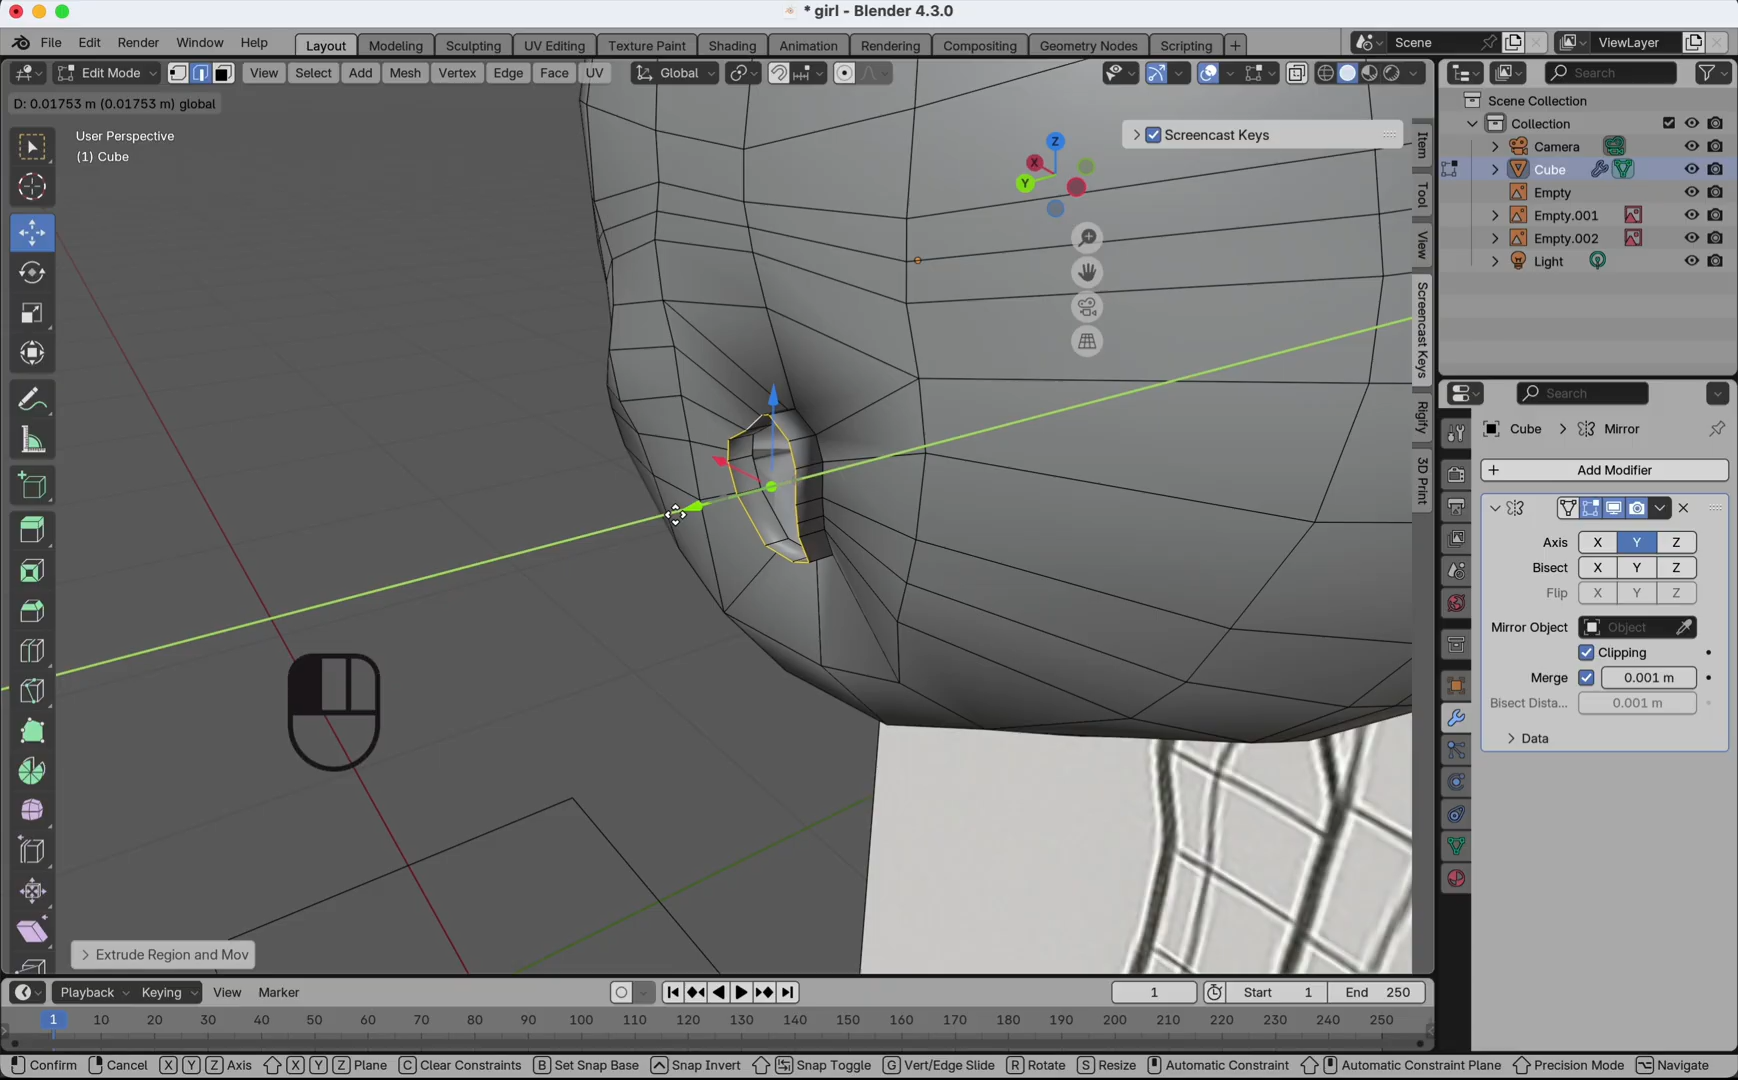 * girl - Blender 4.3.0
File Edit Render Window Help Layout Modeling Sculpting UV Editing Texture Paint Shading Animation Rendering Compositing Geometry Nodes Scripting + Scene ViewLayer
Edit Mode View Select Add Mesh Vertex Edge Face UV Global Search
D: 0.01753 m (0.01753 m) global
User Perspective
(1) Cube
Screencast Keys
Z
X
Y
Item
Tool
View
Screencast Keys
Rigify
3D Print
Scene Collection
Collection
Camera
Cube
Empty
Empty.001
Empty.002
Light
Search
Cube > Mirror
+ Add Modifier
Axis X Y Z
Bisect X Y Z
Flip X Y Z
Mirror Object Object
Clipping
Merge 0.001 m
Bisect Dista... 0.001 m
Data
Extrude Region and Mov
Playback Keying View Marker 1 Start 1 End 250
1 10 20 30 40 50 60 70 80 90 100 110 120 130 140 150 160 170 180 190 200 210 220 230 240 250
Confirm Cancel X Y Z Axis X Y Z Plane C Clear Constraints B Set Snap Base Snap Invert Snap Toggle G Vert/Edge Slide R Rotate S Resize Automatic Constraint Automatic Constraint Plane Precision Mode Navigate